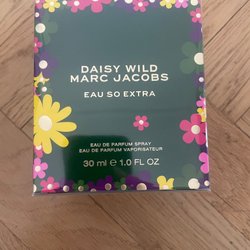 DAISY WILD
MARC JACOBS
EAU SO EXTRA
EAU DE PARFUM SPRAY
EAU DE PARFUM VAPORISATEUR
30 ml ℮ 1.0 FL OZ